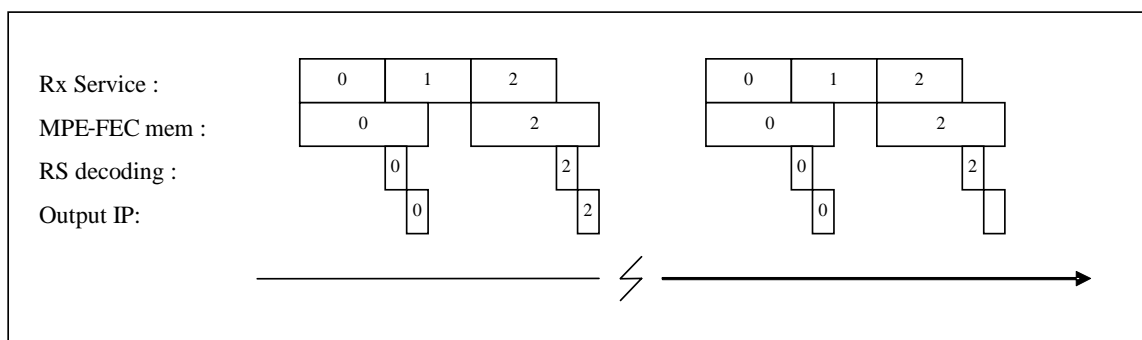 Rx Service : 0 1 2 0 1 2
MPE-FEC mem : 0 2 0 2
RS decoding : 0 2 0 2
Output IP: 0 2 0